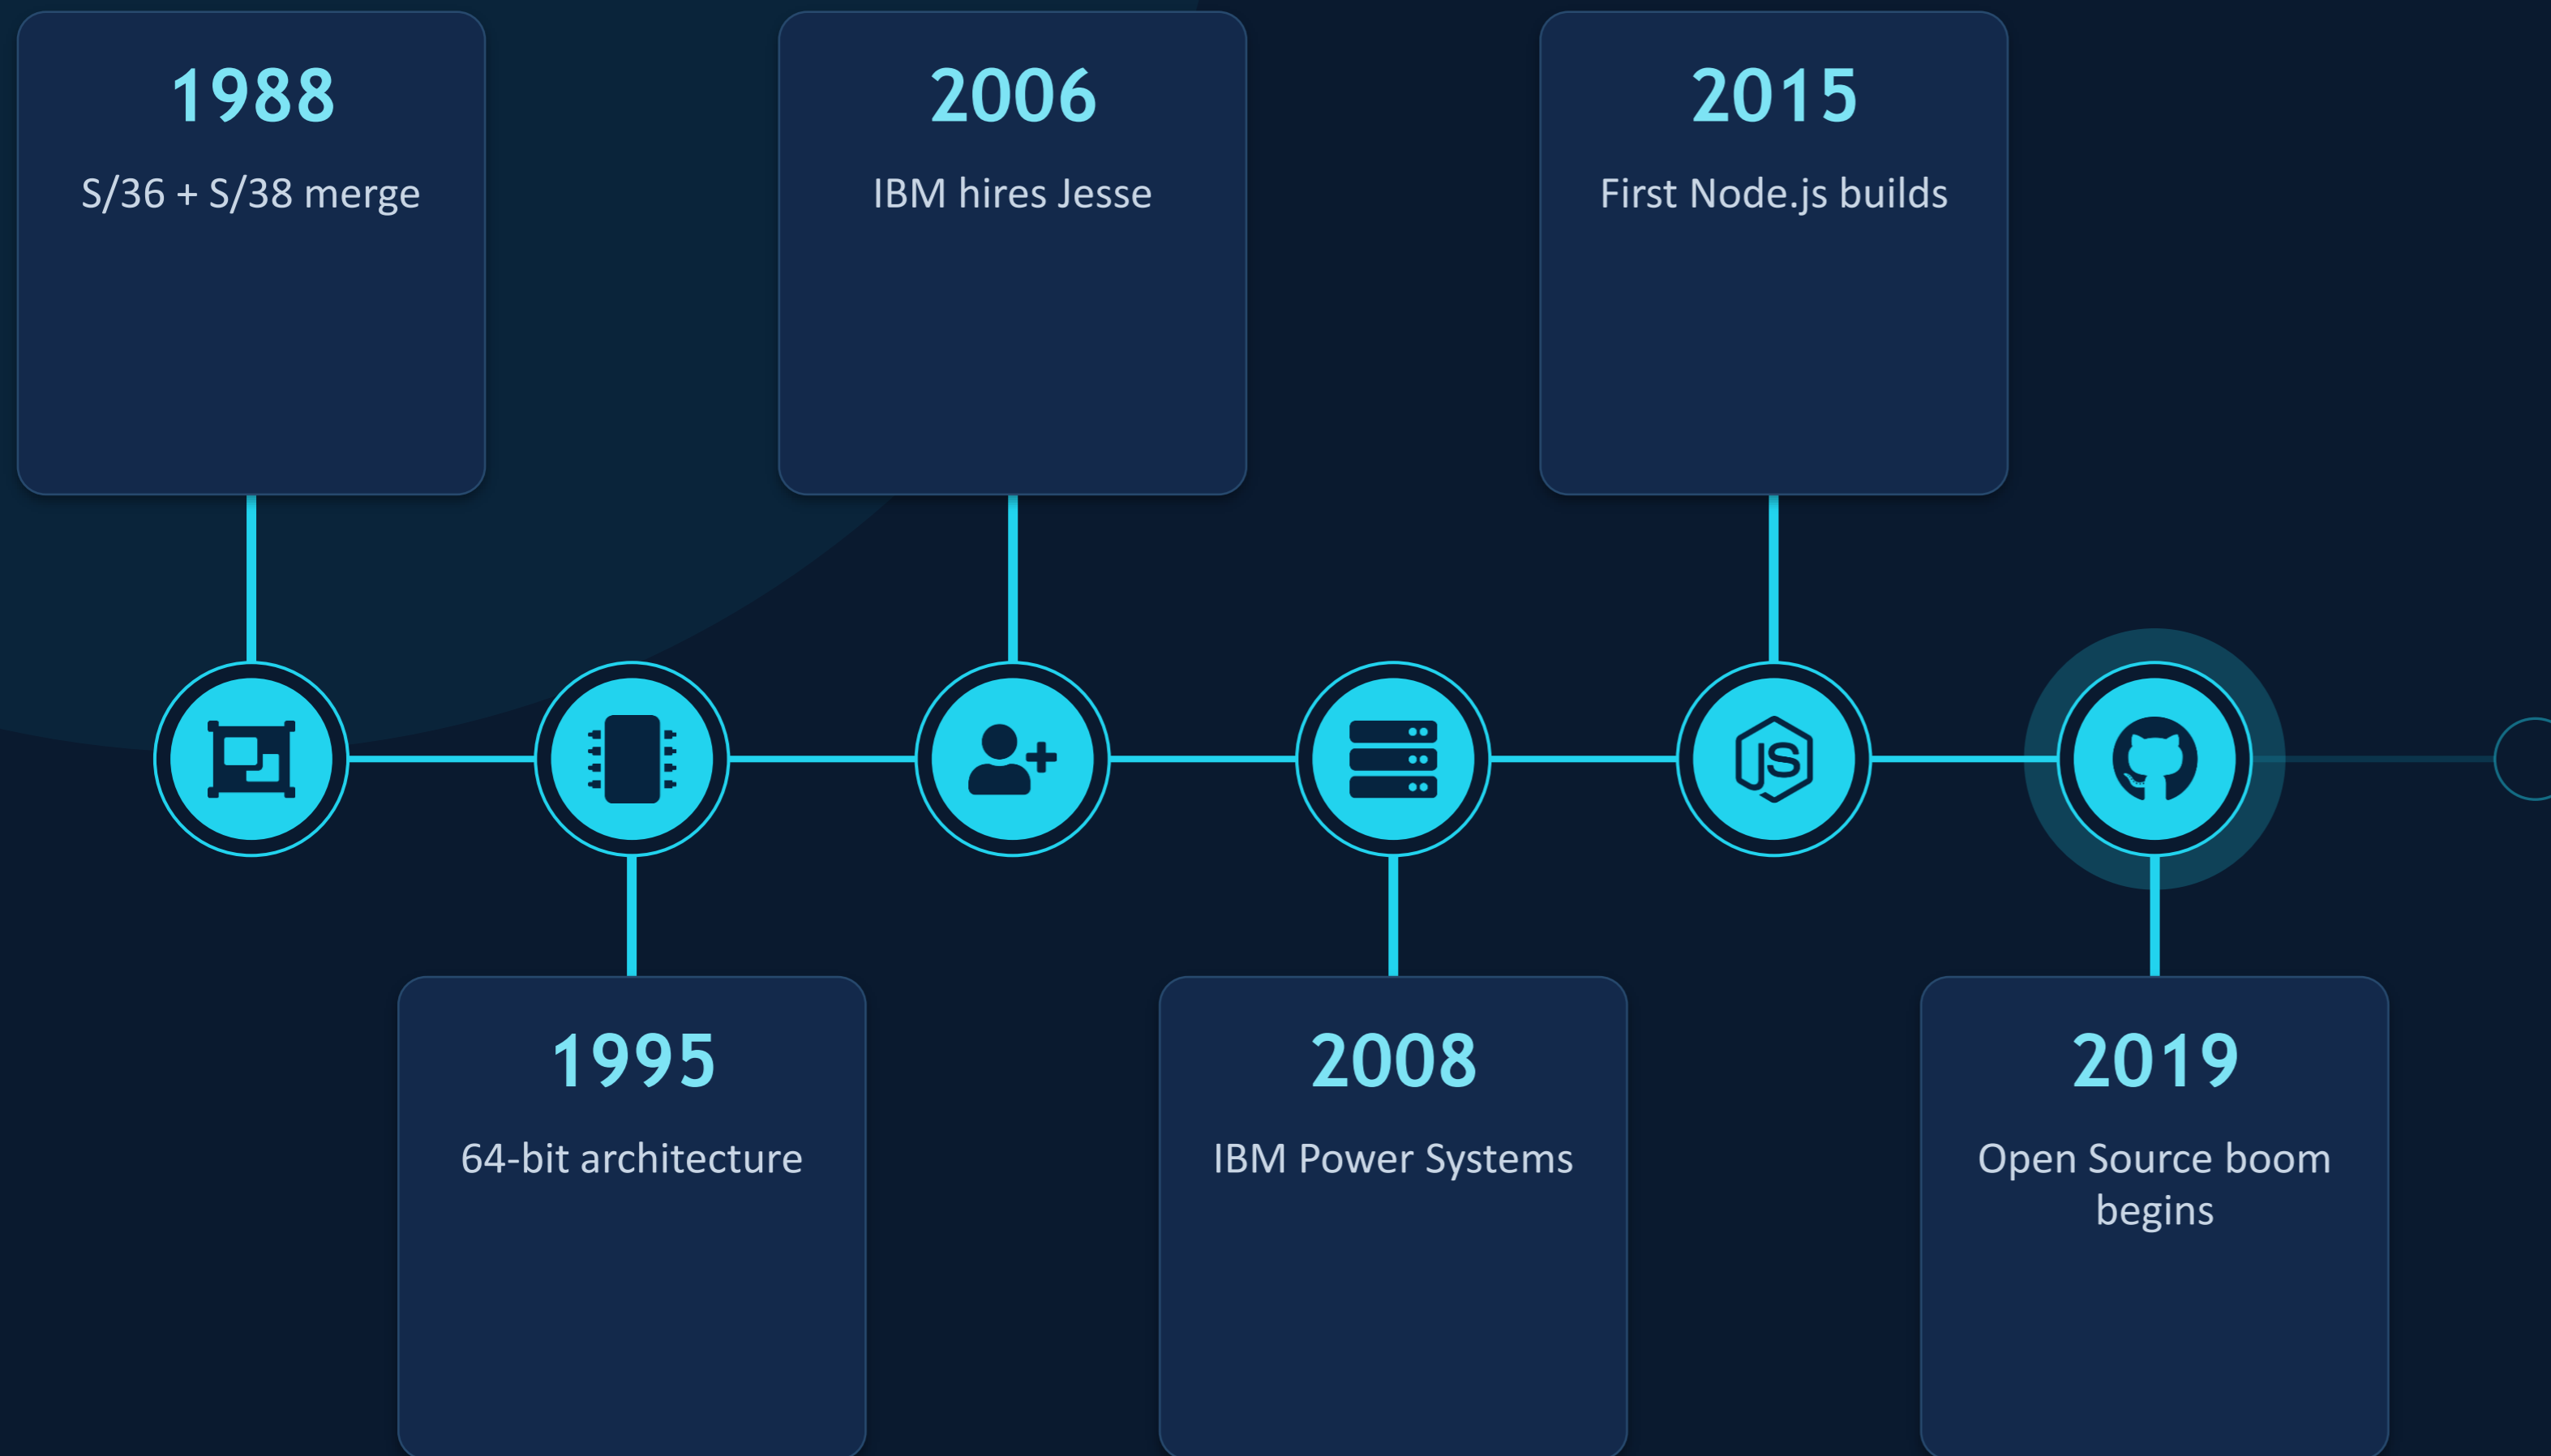 1988
S/36 + S/38 merge
2006
IBM hires Jesse
2015
First Node.js builds
JS
1995
64-bit architecture
2008
IBM Power Systems
2019
Open Source boom
begins